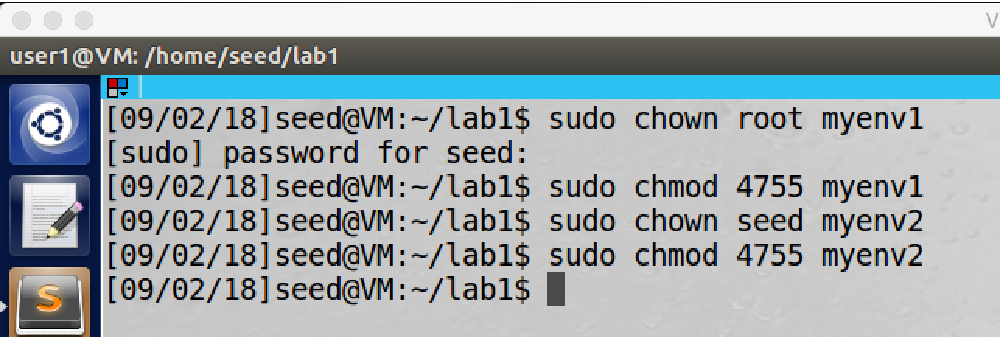 V
user1@VM: /home/seed/lab1
[09/02/18]seed@VM:~/lab1$ sudo chown root myenv1
[sudo] password for seed:
[09/02/18]seed@VM:~/lab1$ sudo chmod 4755 myenv1
[09/02/18]seed@VM:~/lab1$ sudo chown seed myenv2
[09/02/18]seed@VM:~/lab1$ sudo chmod 4755 myenv2
[09/02/18]seed@VM:~/lab1$